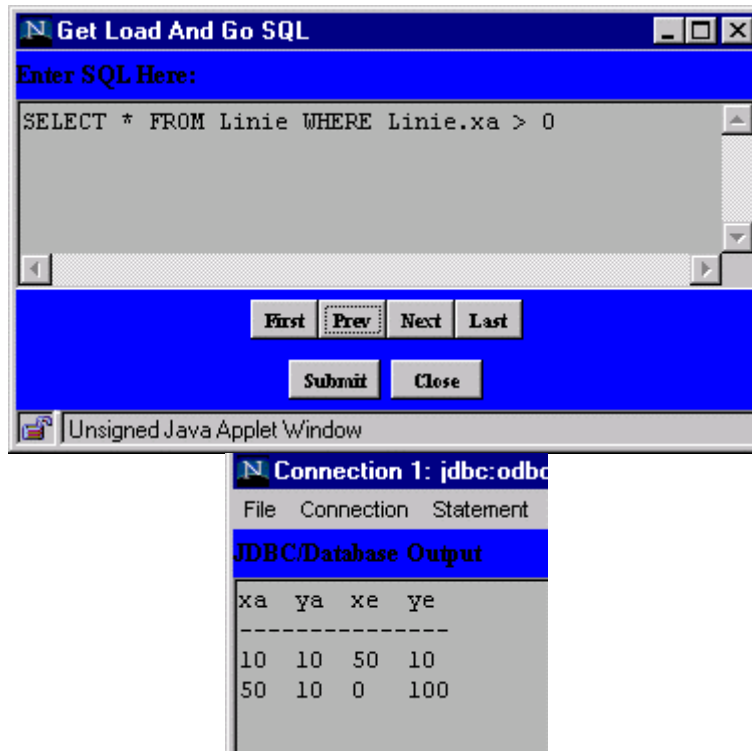 N Get Load And Go SQL
Enter SQL Here:
SELECT * FROM Linie WHERE Linie.xa > 0
First Prev Next Last
Submit Close
Unsigned Java Applet Window
N Connection 1: jdbc:odbc
File Connection Statement
JDBC/Database Output
xa ya xe ye
----------------
10 10 50 10
50 10 0 100